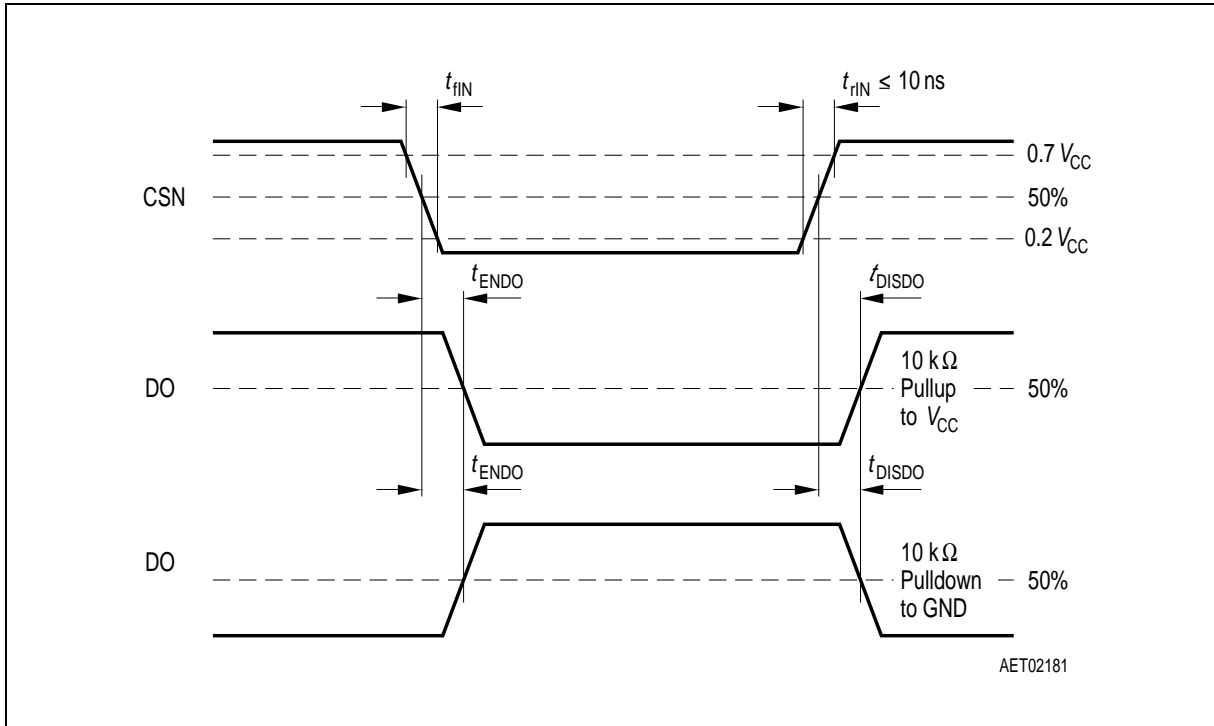 tfIN
trIN ≤ 10 ns
0.7 VCC
CSN
50%
0.2 VCC
tENDO
tDISDO
DO
10 kΩ
Pullup
to VCC
50%
tENDO
tDISDO
DO
10 kΩ
Pulldown
to GND
50%
AET02181